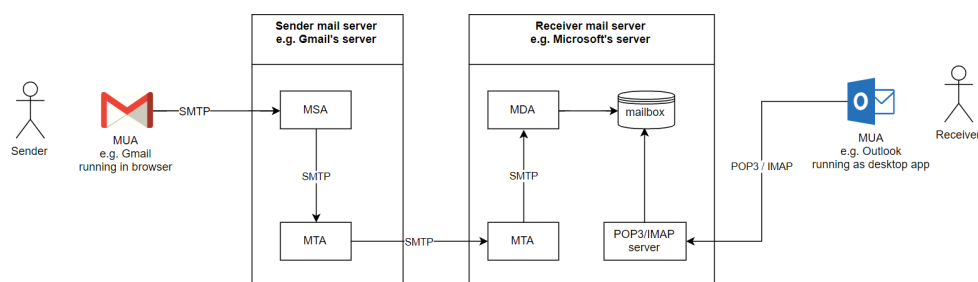 Sender mail server
e.g. Gmail's server
Receiver mail server
e.g. Microsoft's server
Sender
MUA
e.g. Gmail
running in browser
SMTP
MSA
SMTP
MTA
SMTP
MTA
SMTP
MDA
mailbox
POP3/IMAP
server
POP3 / IMAP
MUA
e.g. Outlook
running as desktop app
Receiver